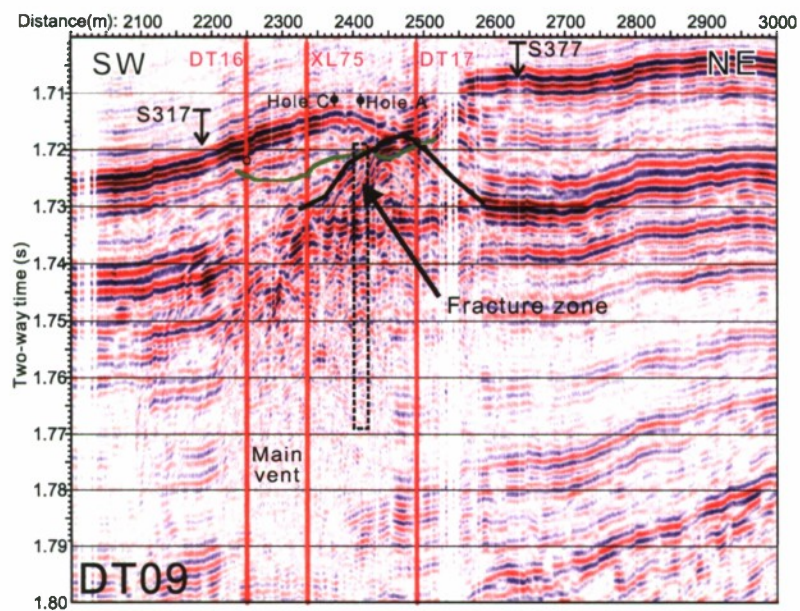 Distance(m): 2100 2200 2300 2400 2500 2600 2700 2800 2900 3000
SW DT16 XL75 DT17 S377 NE
1.71
Hole C Hole A
S317
1.72
1.73
1.74
Two-way time (s)
Fracture zone
1.75
1.76
1.77
Main
vent
1.78
1.79
DT09
1.80